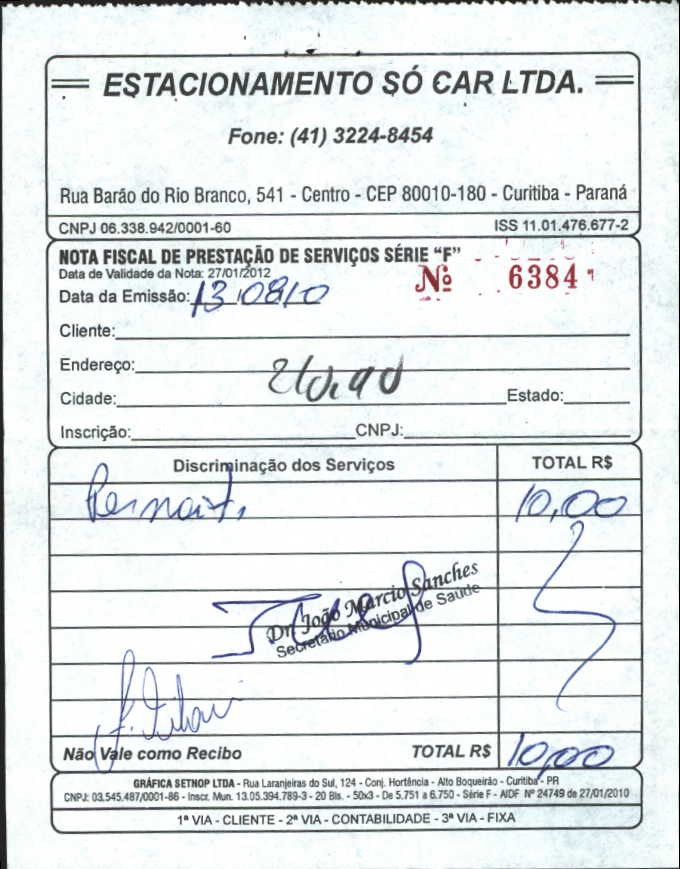 ESTACIONAMENTO SÓ CAR LTDA.
Fone: (41) 3224-8454
Rua Barão do Rio Branco, 541 - Centro - CEP 80010-180 - Curitiba - Paraná
CNPJ 06.338.942/0001-60 ISS 11.01.476.677-2
NOTA FISCAL DE PRESTAÇÃO DE SERVIÇOS SÉRIE "F"
Data de Validade da Nota: 27/01/2012
Nº 6384
Data da Emissão: 13/08/10
Cliente:
Endereço:
Cidade: Estado:
Inscrição: CNPJ:
Discriminação dos Serviços TOTAL R$
Pernoite 10,00
Dr. João Marcio Sanches
Secretário Municipal de Saúde
Não Vale como Recibo TOTAL R$ 10,00
GRÁFICA SETNOP LTDA - Rua Laranjeiras do Sul, 124 - Conj. Hortência - Alto Boqueirão - Curitiba - PR
CNPJ: 03.545.487/0001-86 - Inscr. Mun. 13.05.394.789-3 - 20 Bls. - 50x3 - De 5.751 a 6.750 - Série F - AIDF Nº 24749 de 27/01/2010
1ª VIA - CLIENTE - 2ª VIA - CONTABILIDADE - 3ª VIA - FIXA